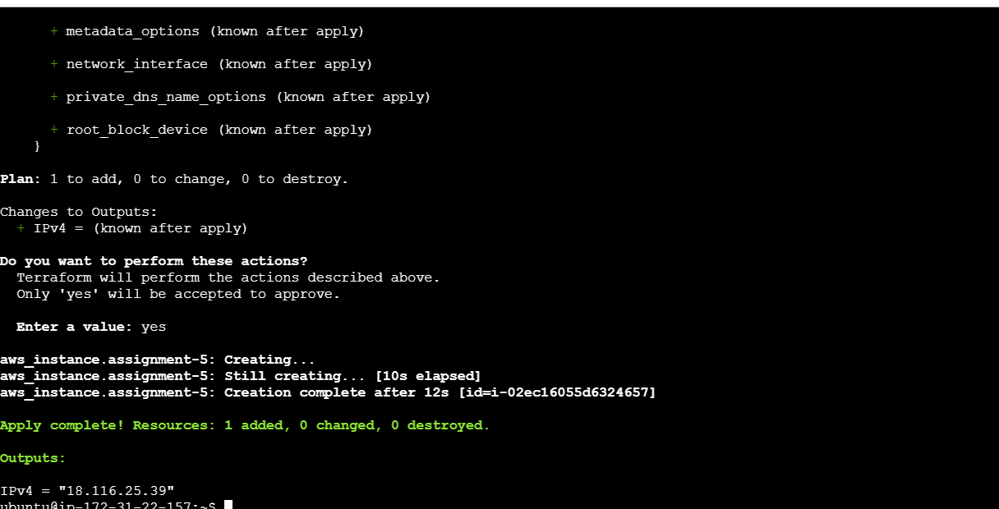 + metadata_options (known after apply)
+ network_interface (known after apply)
+ private_dns_name_options (known after apply)
+ root_block_device (known after apply)
}
Plan: 1 to add, 0 to change, 0 to destroy.
Changes to Outputs:
+ IPv4 = (known after apply)
Do you want to perform these actions?
Terraform will perform the actions described above.
Only 'yes' will be accepted to approve.
Enter a value: yes
aws_instance.assignment-5: Creating...
aws_instance.assignment-5: Still creating... [10s elapsed]
aws_instance.assignment-5: Creation complete after 12s [id=i-02ec16055d6324657]
Apply complete! Resources: 1 added, 0 changed, 0 destroyed.
Outputs:
IPv4 = "18.116.25.39"
ubuntu@ip-172-31-22-157:~$